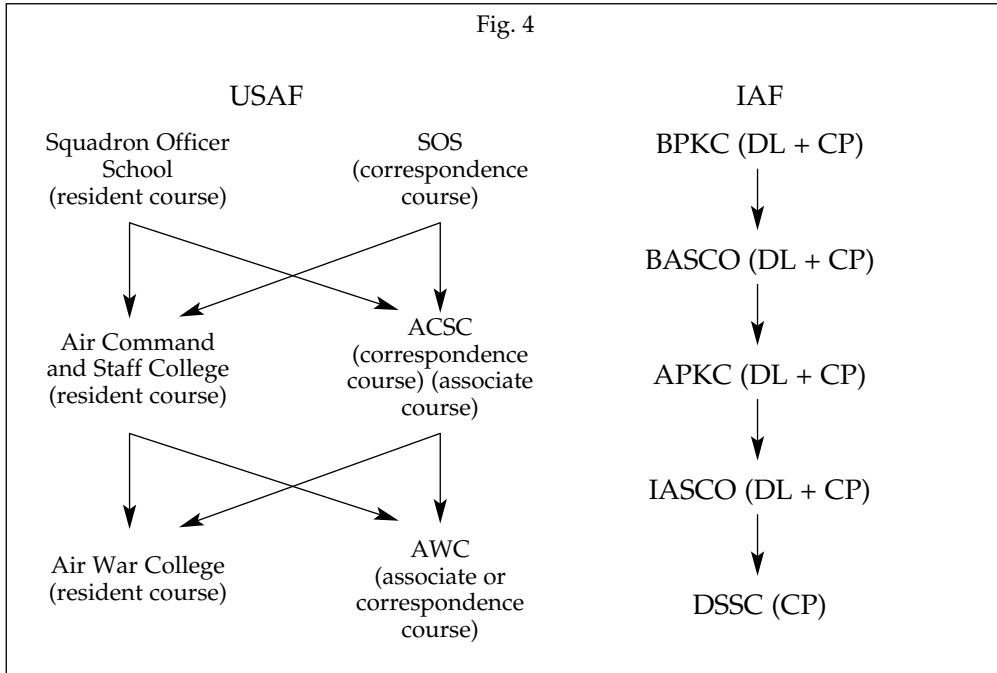 Fig. 4
USAF
Squadron Officer
School
(resident course)
SOS
(correspondence
course)
Air Command
and Staff College
(resident course)
ACSC
(correspondence
course) (associate
course)
Air War College
(resident course)
AWC
(associate or
correspondence
course)
IAF
BPKC (DL + CP)
BASCO (DL + CP)
APKC (DL + CP)
IASCO (DL + CP)
DSSC (CP)